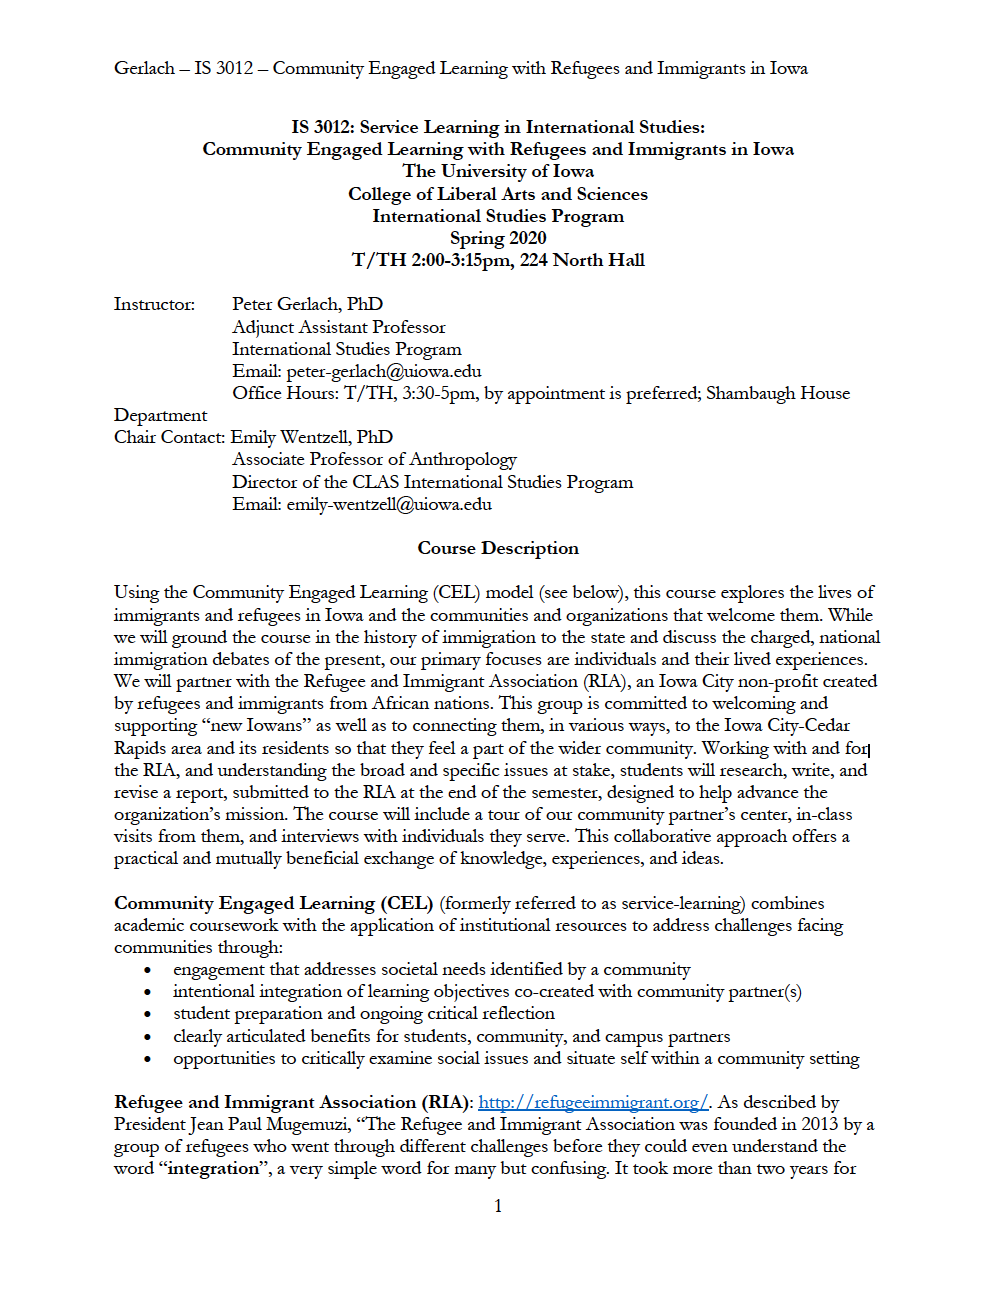 Gerlach – IS 3012 – Community Engaged Learning with Refugees and Immigrants in Iowa
IS 3012: Service Learning in International Studies:
Community Engaged Learning with Refugees and Immigrants in Iowa
The University of Iowa
College of Liberal Arts and Sciences
International Studies Program
Spring 2020
T/TH 2:00-3:15pm, 224 North Hall
Instructor: Peter Gerlach, PhD
Adjunct Assistant Professor
International Studies Program
Email: peter-gerlach@uiowa.edu
Office Hours: T/TH, 3:30-5pm, by appointment is preferred; Shambaugh House
Department
Chair Contact: Emily Wentzell, PhD
Associate Professor of Anthropology
Director of the CLAS International Studies Program
Email: emily-wentzell@uiowa.edu
Course Description
Using the Community Engaged Learning (CEL) model (see below), this course explores the lives of
immigrants and refugees in Iowa and the communities and organizations that welcome them. While
we will ground the course in the history of immigration to the state and discuss the charged, national
immigration debates of the present, our primary focuses are individuals and their lived experiences.
We will partner with the Refugee and Immigrant Association (RIA), an Iowa City non-profit created
by refugees and immigrants from African nations. This group is committed to welcoming and
supporting “new Iowans” as well as to connecting them, in various ways, to the Iowa City-Cedar
Rapids area and its residents so that they feel a part of the wider community. Working with and for
the RIA, and understanding the broad and specific issues at stake, students will research, write, and
revise a report, submitted to the RIA at the end of the semester, designed to help advance the
organization’s mission. The course will include a tour of our community partner’s center, in-class
visits from them, and interviews with individuals they serve. This collaborative approach offers a
practical and mutually beneficial exchange of knowledge, experiences, and ideas.
Community Engaged Learning (CEL) (formerly referred to as service-learning) combines
academic coursework with the application of institutional resources to address challenges facing
communities through:
• engagement that addresses societal needs identified by a community
• intentional integration of learning objectives co-created with community partner(s)
• student preparation and ongoing critical reflection
• clearly articulated benefits for students, community, and campus partners
• opportunities to critically examine social issues and situate self within a community setting
Refugee and Immigrant Association (RIA): http://refugeeimmigrant.org/. As described by
President Jean Paul Mugemuzi, “The Refugee and Immigrant Association was founded in 2013 by a
group of refugees who went through different challenges before they could even understand the
word “integration”, a very simple word for many but confusing. It took more than two years for
1